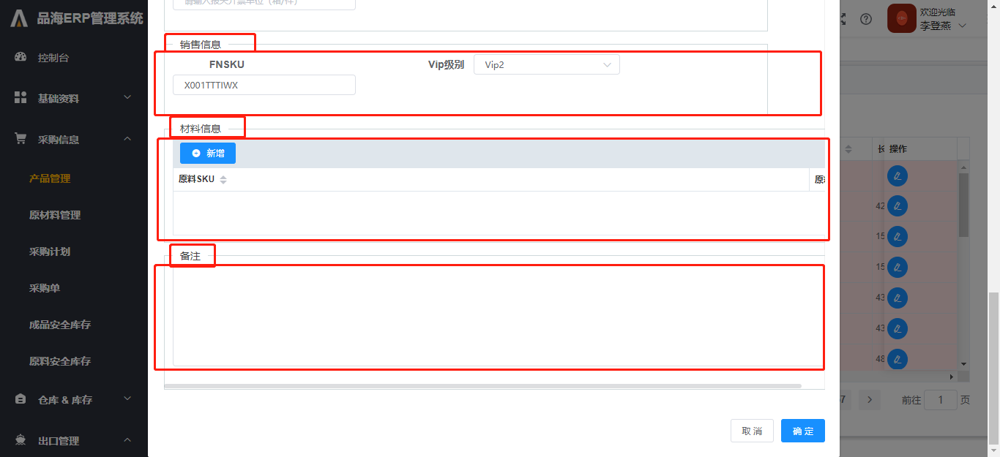 品海ERP管理系统
控制台
基础资料
采购信息
产品管理
原材料管理
采购计划
采购单
成品安全库存
原料安全库存
仓库 & 库存
出口管理
销售信息
FNSKU
Vip级别
Vip2
X001TTTIWX
材料信息
新增
原料SKU
备注
取 消
确 定
欢迎光临
李登燕
长
操作
42
15
15
43
43
48
7
前往
1
页